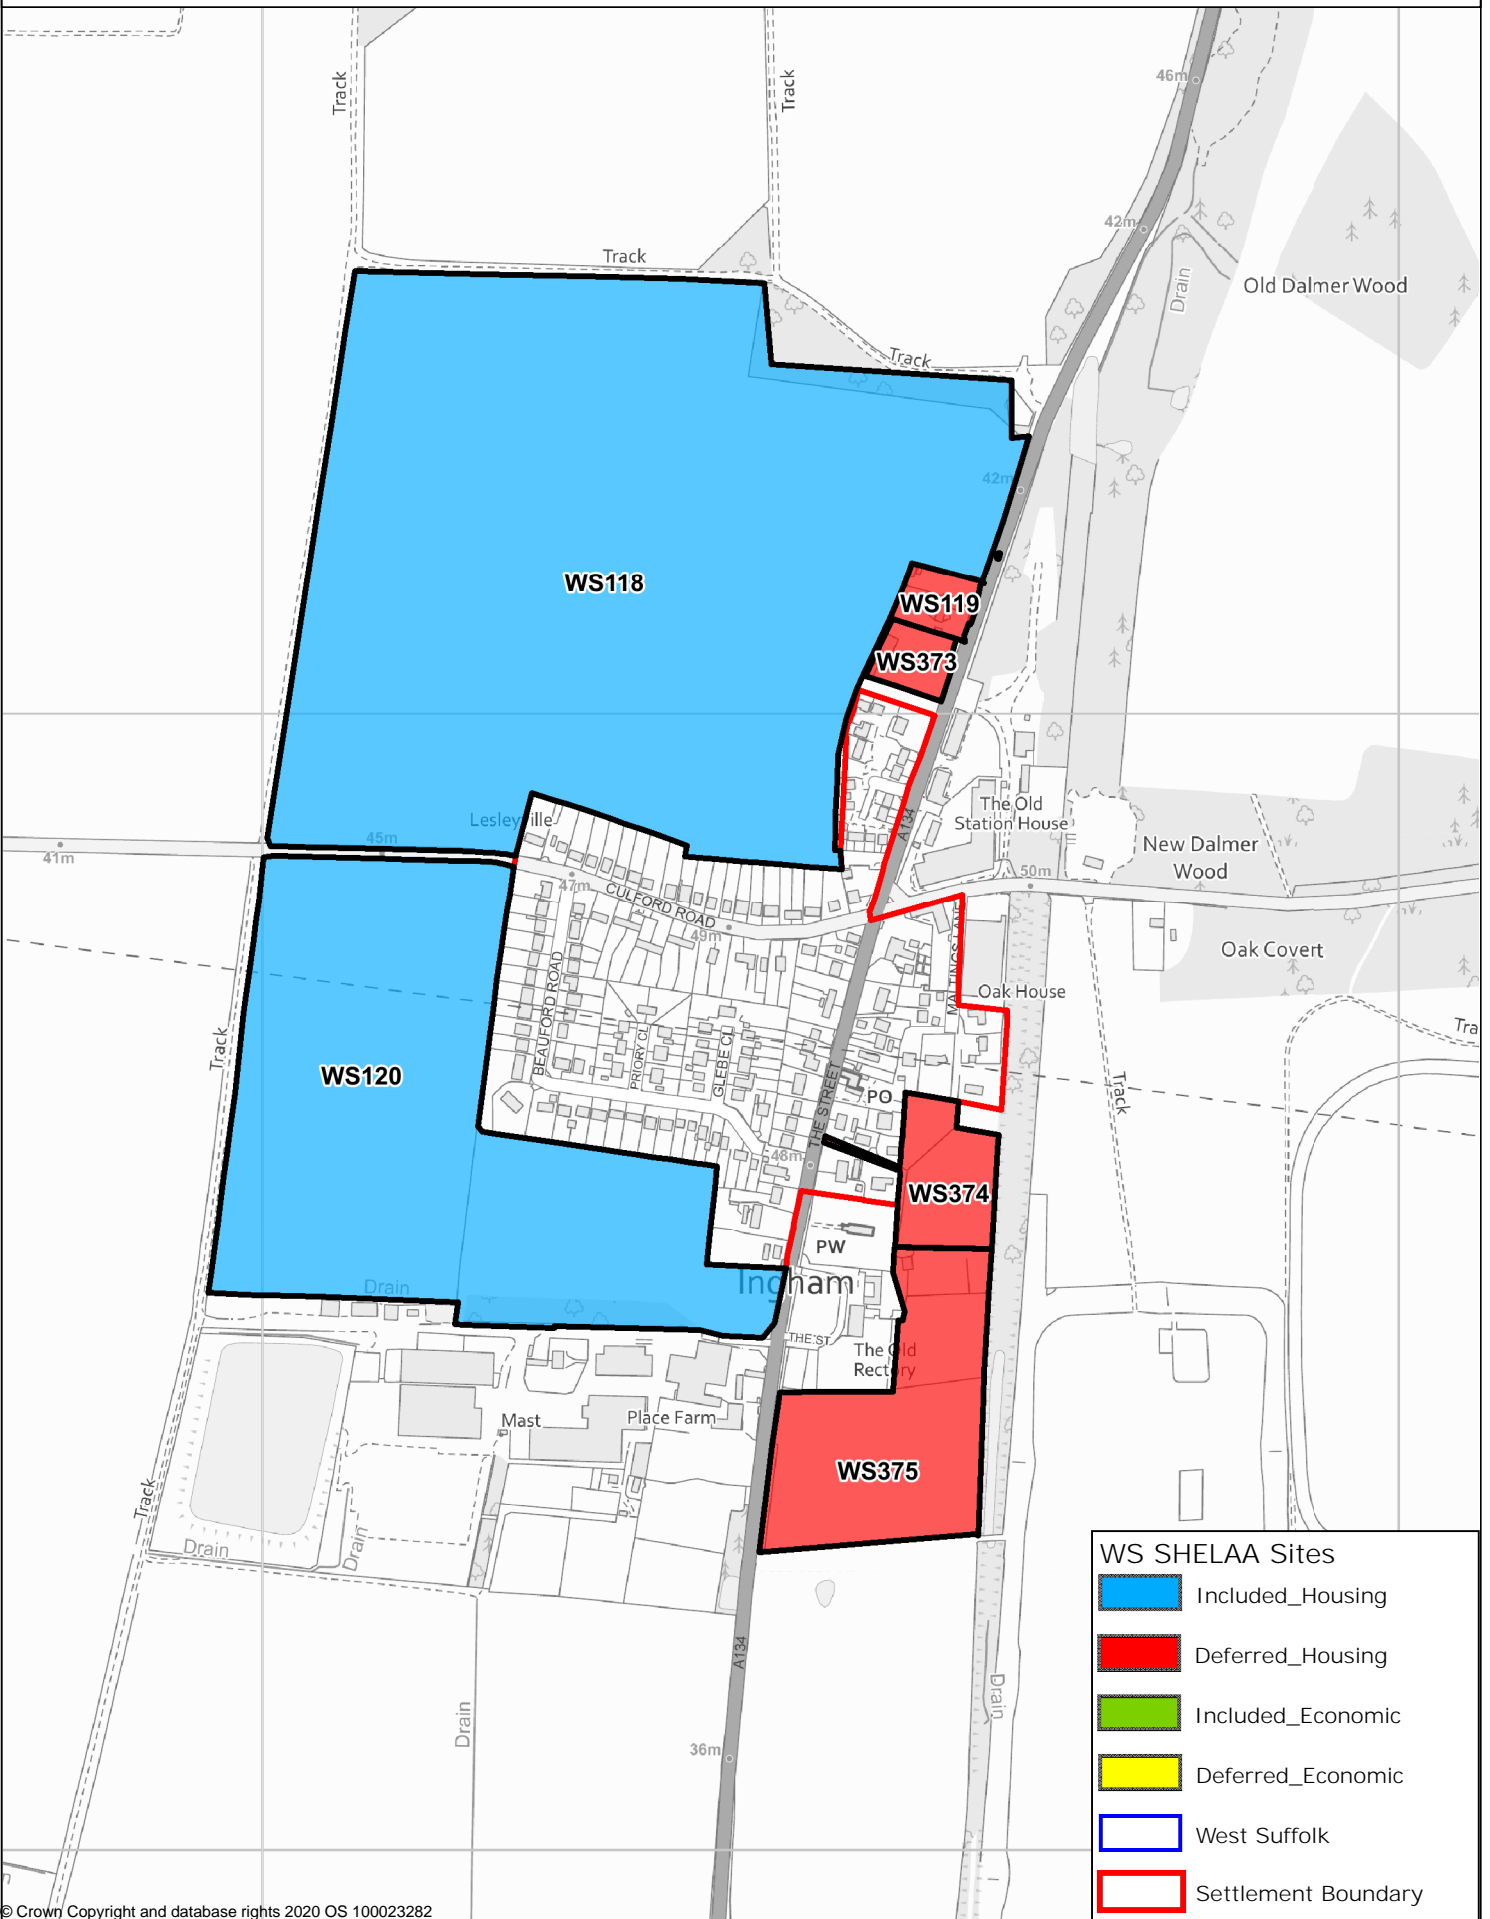 Track
Track
46m
42m
Drain
Old Dalmer Wood
Track
Track
42m
WS118
WS119
WS373
A134
The Old
Station House
New Dalmer
Wood
Lesleyville
45m
41m
47m
CULFORD ROAD
49m
50m
MALTINGS LANE
Oak Covert
Oak House
BEAUFORD ROAD
PRIORY CL
GLEBE CL
Track
Tra
WS120
THE STREET
PO
Track
48m
WS374
PW
Ingham
Drain
THE ST
The Old
Rectory
Mast
Place Farm
WS375
Track
Drain
Drain
A134
Drain
Drain
36m
n
WS SHELAA Sites
Included_Housing
Deferred_Housing
Included_Economic
Deferred_Economic
West Suffolk
Settlement Boundary
© Crown Copyright and database rights 2020 OS 100023282